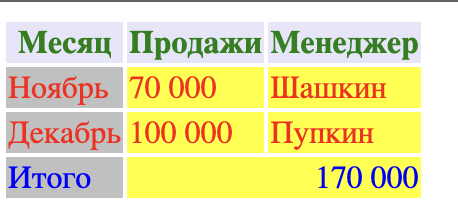 Месяц Продажи Менеджер
Ноябрь 70 000 Шашкин
Декабрь 100 000 Пупкин
Итого 170 000